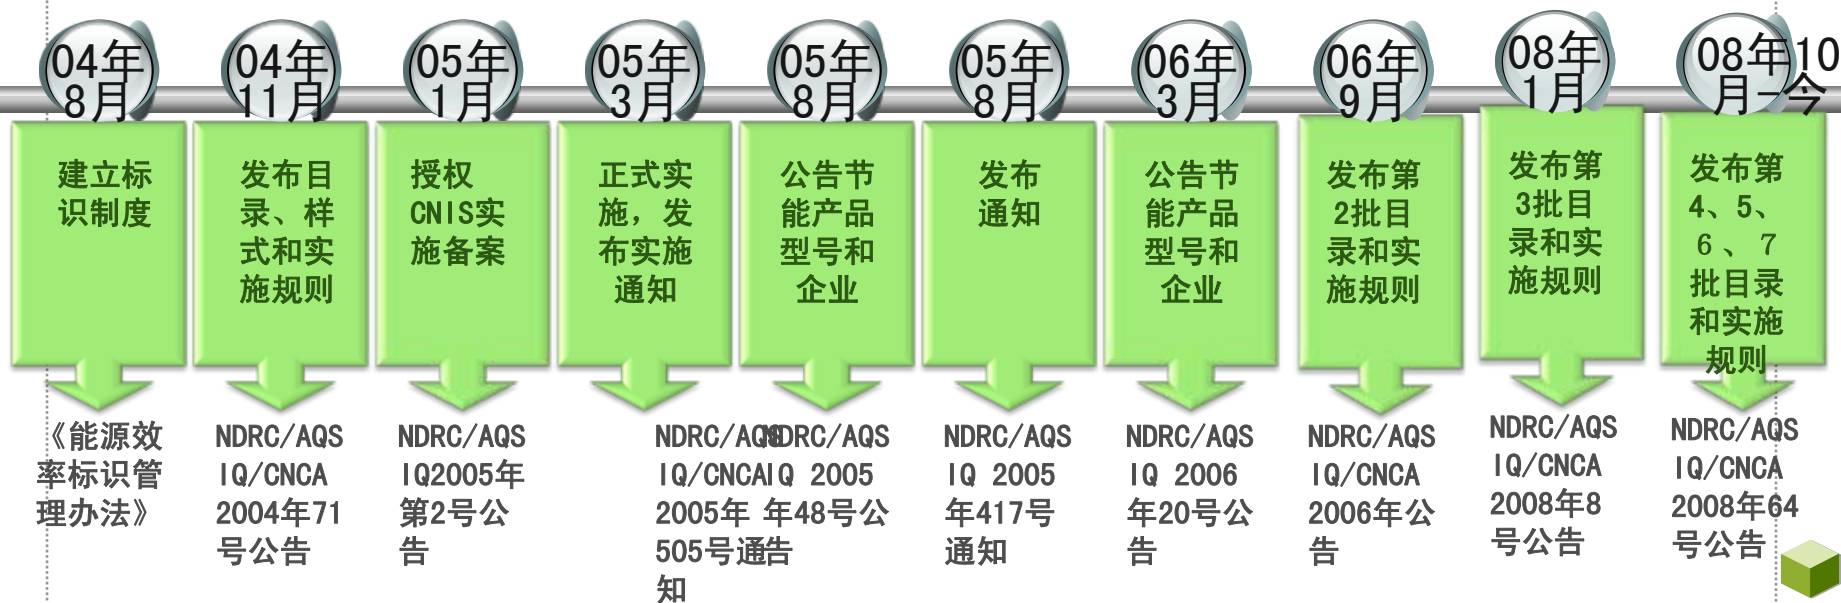 04年
8月
04年
11月
05年
1月
05年
3月
05年
8月
05年
8月
06年
3月
06年
9月
08年
1月
08年10
月-今
建立标
识制度
发布目
录、样
式和实
施规则
授权
CNIS实
施备案
正式实
施，发
布实施
通知
公告节
能产品
型号和
企业
发布
通知
公告节
能产品
型号和
企业
发布第
2批目
录和实
施规则
发布第
3批目
录和实
施规则
发布第
4、5、
６、７
批目录
和实施
规则
《能源效
率标识管
理办法》
NDRC/AQS
IQ/CNCA
2004年71
号公告
NDRC/AQS
IQ2005年
第2号公
告
NDRC/AQS
IQ/CNCA
2005年
505号通
知
NDRC/AQS
IQ 2005
年48号公
告
NDRC/AQS
IQ 2005
年417号
通知
NDRC/AQS
IQ 2006
年20号公
告
NDRC/AQS
IQ/CNCA
2006年公
告
NDRC/AQS
IQ/CNCA
2008年8
号公告
NDRC/AQS
IQ/CNCA
2008年64
号公告